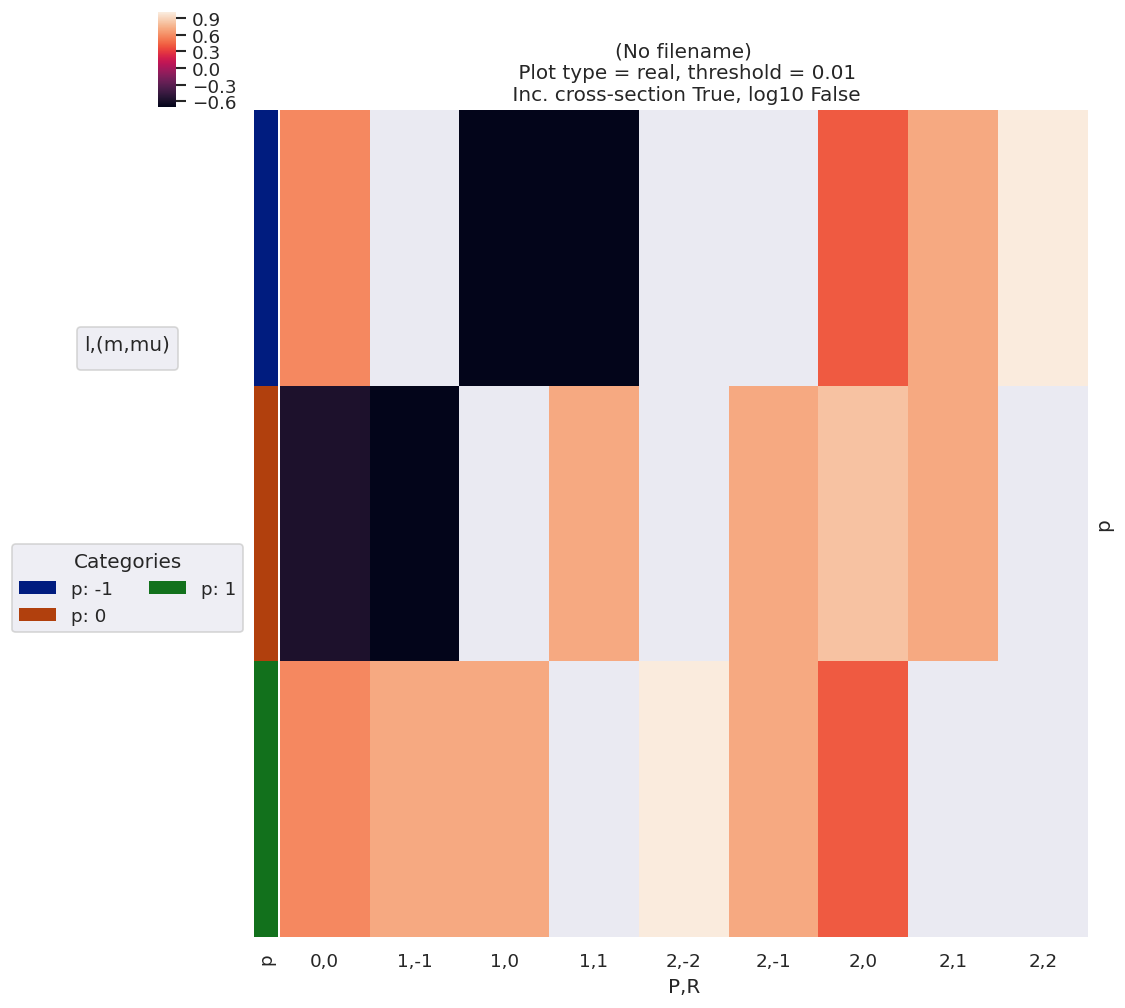 0.9
0.6
0.3
0.0
−0.3
−0.6
(No filename)
Plot type = real, threshold = 0.01
Inc. cross-section True, log10 False
l,(m,mu)
Categories
p: -1
p: 1
p: 0
p
p
0,0
1,-1
1,0
1,1
2,-2
2,-1
2,0
2,1
2,2
P,R